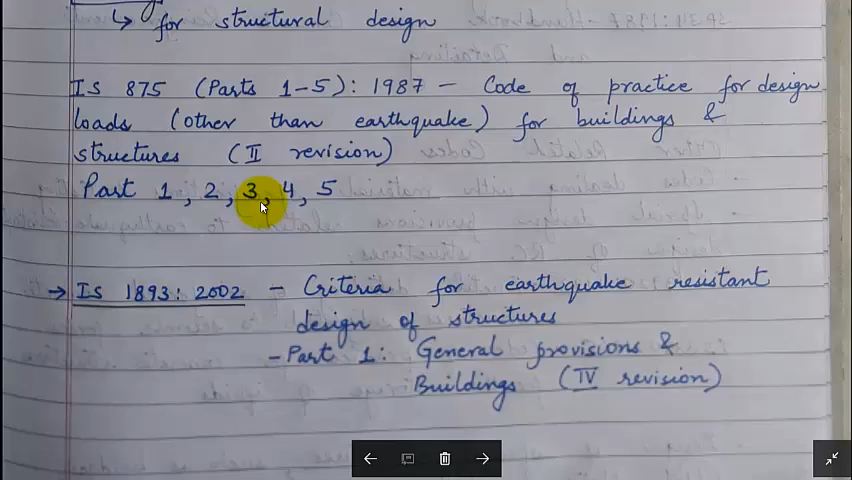 ↳ for structural design
IS 875 (Parts 1-5): 1987 - Code of practice for design
loads (other than earthquake) for buildings &
structures (II revision)
Part 1, 2, 3, 4, 5
→ IS 1893: 2002 - Criteria for earthquake resistant
design of structures
- Part 1: General provisions &
Buildings (IV revision)